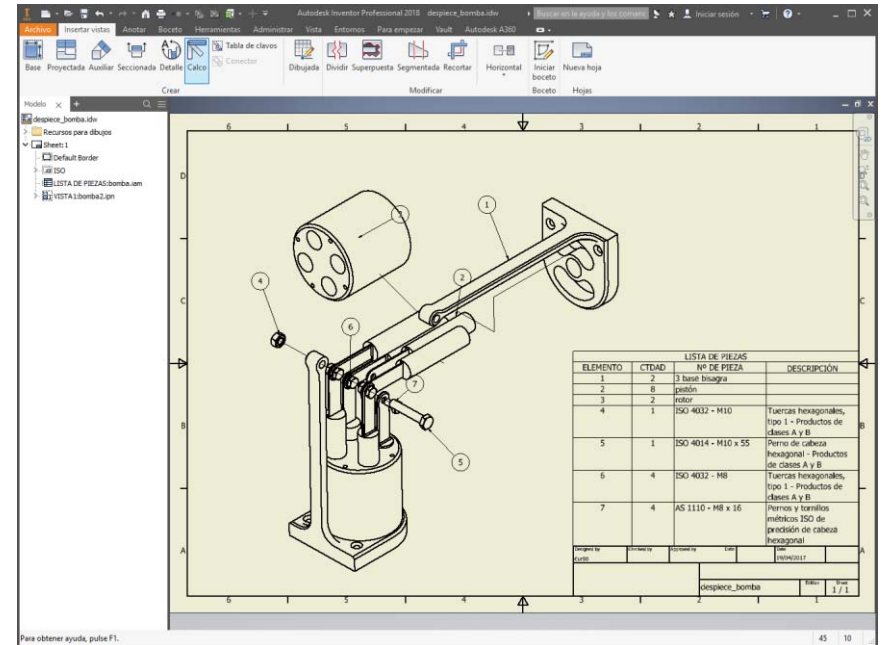 Autodesk Inventor Professional 2018 despiece_bomba.idw
Buscar en la ayuda y los comans
Iniciar sesión
Archivo Insertar vistas Anotar Boceto Herramientas Administrar Vista Entornos Para empezar Vault Autodesk A360
Base Proyectada Auxiliar Seccionada Detalle Calco
Tabla de clavos
Conector
Dibujada Dividir Superpuesta Segmentada Recortar Horizontal
Iniciar boceto
Nueva hoja
Crear Modificar Boceto Hojas
Modelo
despiece_bomba.idw
Recursos para dibujos
Sheet:1
Default Border
ISO
LISTA DE PIEZAS:bomba.iam
VISTA1:bomba2.ipn
6 5 4 3 2 1
D
C C
B B
A A
1
2
3
4
5
6
7
LISTA DE PIEZAS
ELEMENTO CTDAD Nº DE PIEZA DESCRIPCIÓN
1 2 3 base bisagra
2 8 pistón
3 2 rotor
4 1 ISO 4032 - M10 Tuercas hexagonales,
tipo 1 - Productos de
clases A y B
5 1 ISO 4014 - M10 x 55 Perno de cabeza
hexagonal - Productos
de clases A y B
6 4 ISO 4032 - M8 Tuercas hexagonales,
tipo 1 - Productos de
clases A y B
7 4 AS 1110 - M8 x 16 Pernos y tornillos
métricos ISO de
precisión de cabeza
hexagonal
Designed by Checked by Approved by Date Date
19/04/2017
despiece_bomba
Edition Sheet
1 / 1
6 5 4 3 2 1
Para obtener ayuda, pulse F1.
45 10